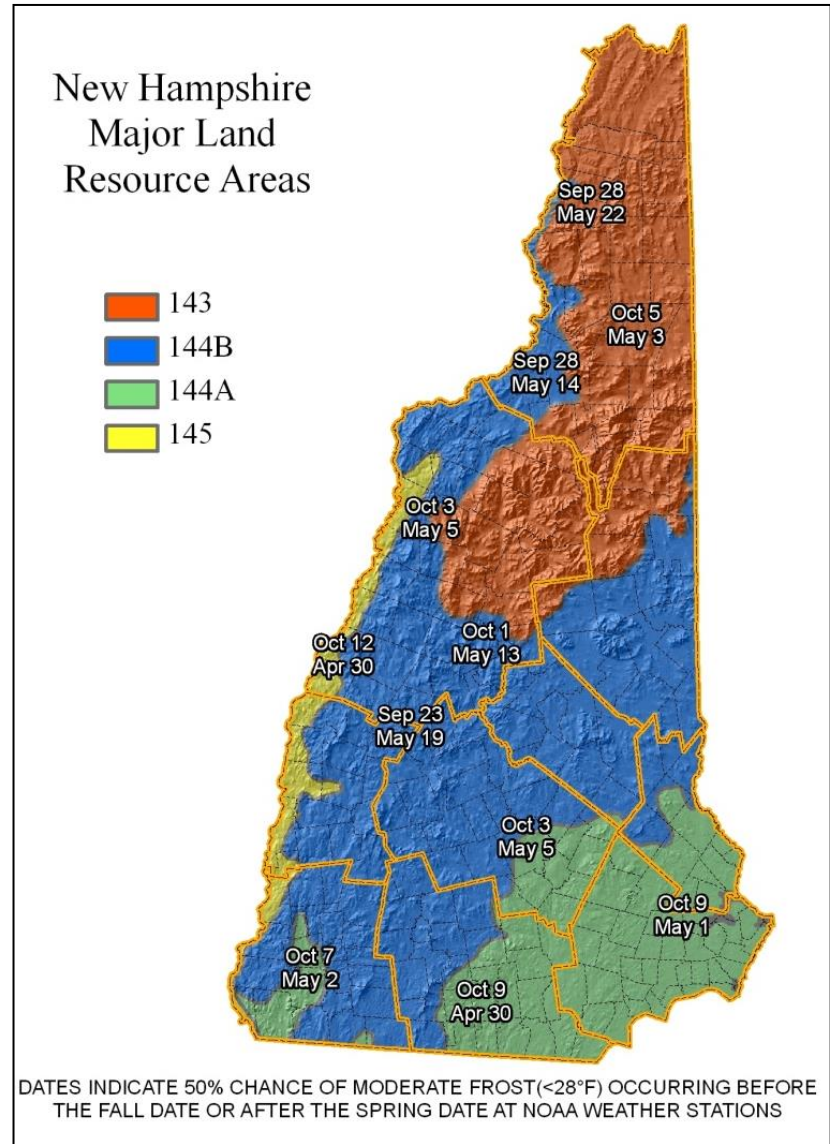 New Hampshire
Major Land
Resource Areas
143
144B
144A
145
Sep 28
May 22
Oct 5
May 3
Sep 28
May 14
Oct 3
May 5
Oct 1
May 13
Oct 12
Apr 30
Sep 23
May 19
Oct 3
May 5
Oct 9
May 1
Oct 7
May 2
Oct 9
Apr 30
DATES INDICATE 50% CHANCE OF MODERATE FROST(<28°F) OCCURRING BEFORE
THE FALL DATE OR AFTER THE SPRING DATE AT NOAA WEATHER STATIONS